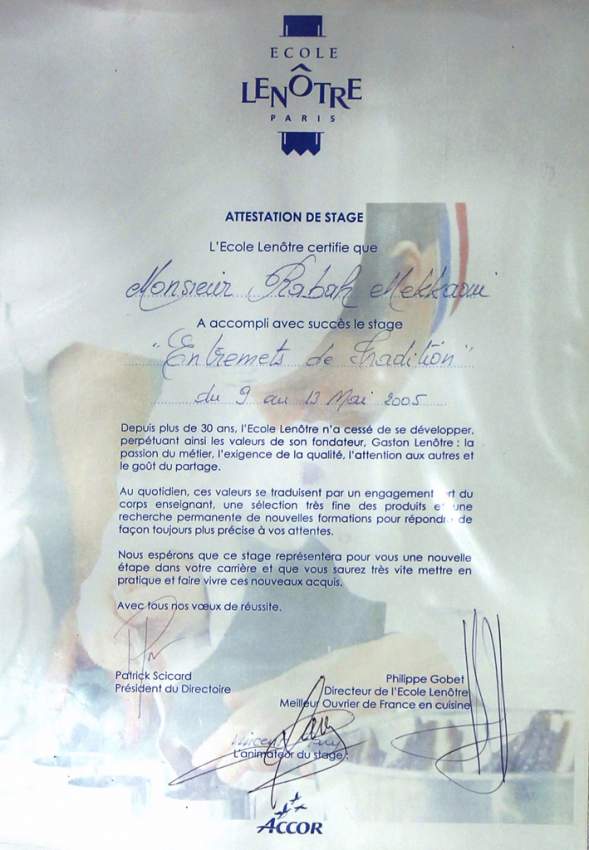 ECOLE
LENÔTRE
PARIS
ATTESTATION DE STAGE
L'Ecole Lenôtre certifie que
Monsieur Rabah Mekkaoui
A accompli avec succès le stage
"Entremets de tradition"
du 9 au 13 Mai 2005
Depuis plus de 30 ans, l'Ecole Lenôtre n'a cessé de se développer,
perpétuant ainsi les valeurs de son fondateur, Gaston Lenôtre : la
passion du métier, l'exigence de la qualité, l'attention aux autres et
le goût du partage.
Au quotidien, ces valeurs se traduisent par un engagement du
corps enseignant, une sélection très fine des produits et une
recherche permanente de nouvelles formations pour répondre de
façon toujours plus précise à vos attentes.
Nous espérons que ce stage représentera pour vous une nouvelle
étape dans votre carrière et que vous saurez très vite mettre en
pratique et faire vivre ces nouveaux acquis.
Avec tous nos vœux de réussite.
Patrick Scicard
Président du Directoire
Philippe Gobet
Directeur de l'Ecole Lenôtre
Meilleur Ouvrier de France en cuisine
L'animateur du stage
ACCOR